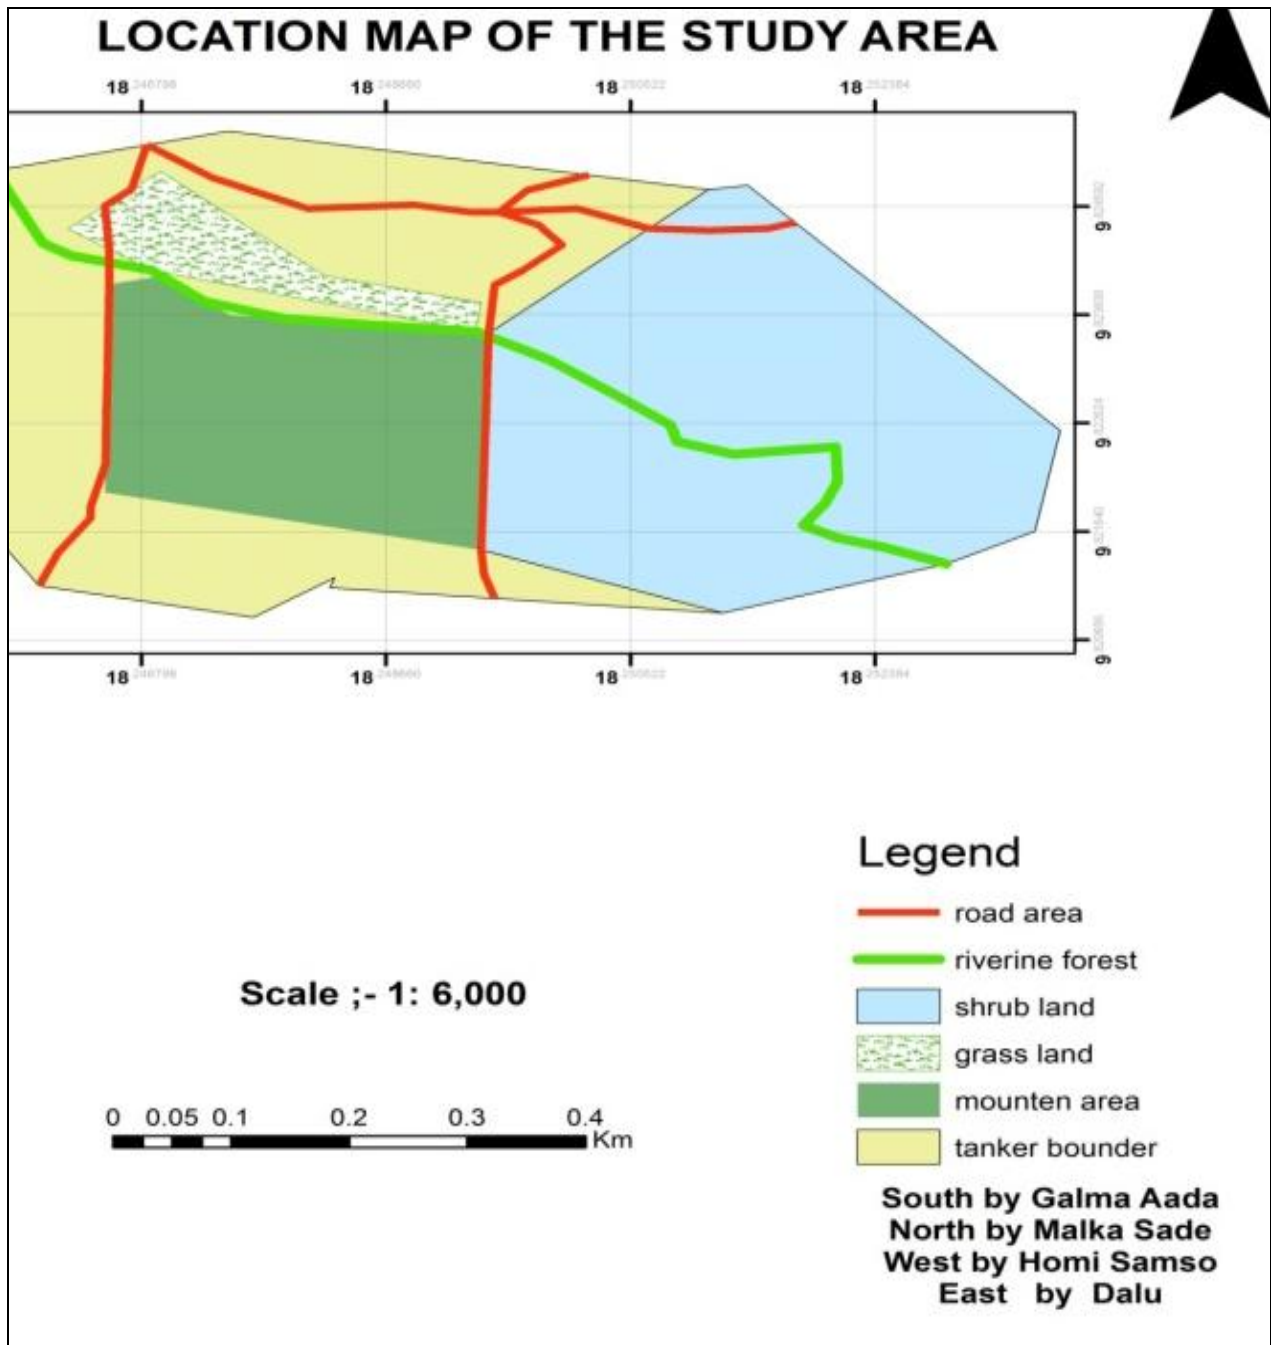 LOCATION MAP OF THE STUDY AREA
18 18 18 18
9
9
9
9
9
18 18 18 18
Legend
road area
riverine forest
shrub land
grass land
mounten area
tanker bounder
Scale ;- 1: 6,000
0 0.05 0.1 0.2 0.3 0.4
Km
South by Galma Aada
North by Malka Sade
West by Homi Samso
East by Dalu